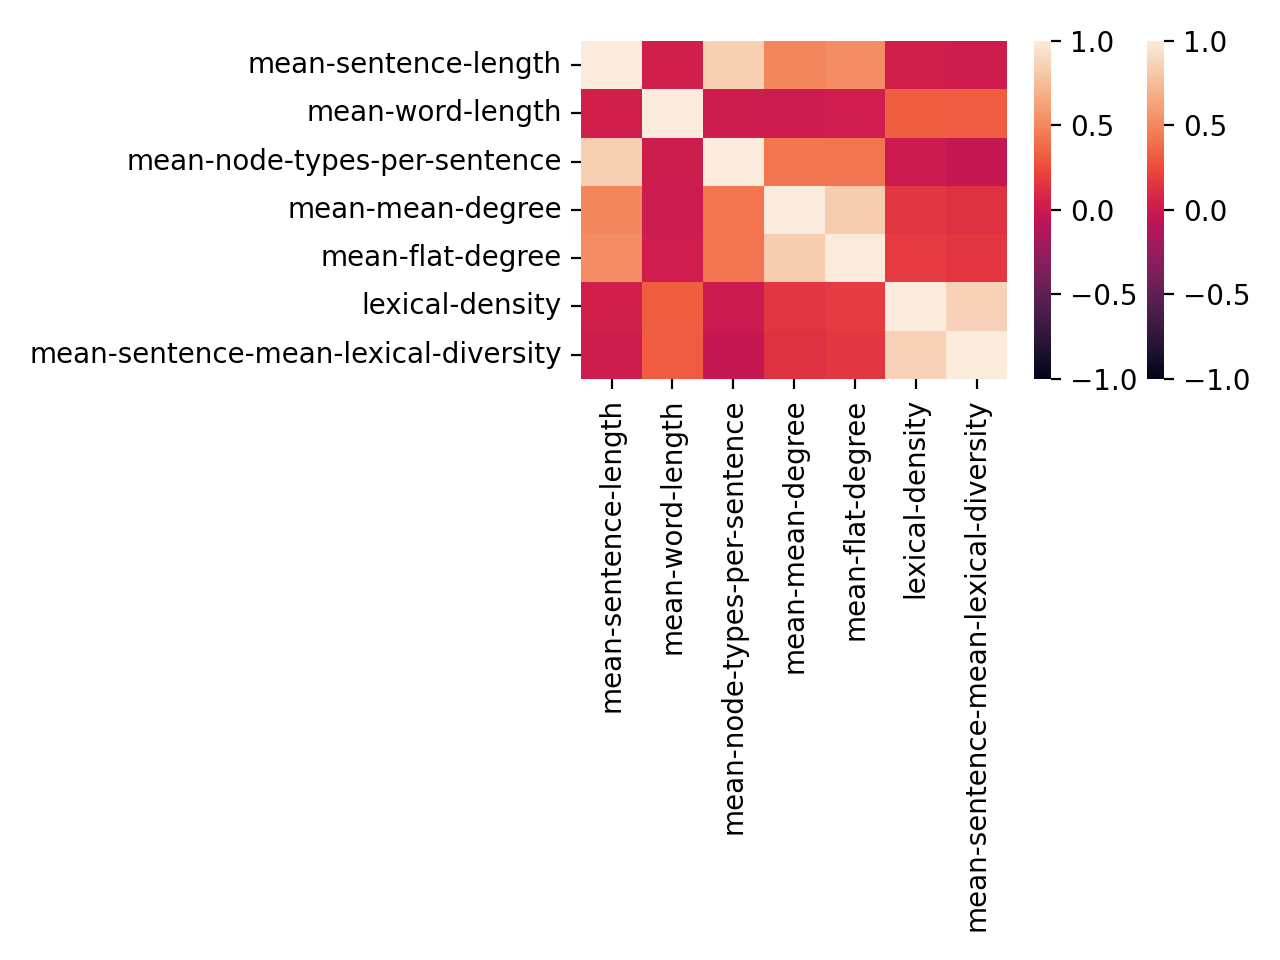 mean-sentence-length
mean-word-length
mean-node-types-per-sentence
mean-mean-degree
mean-flat-degree
lexical-density
mean-sentence-mean-lexical-diversity
mean-sentence-length
mean-word-length
mean-node-types-per-sentence
mean-mean-degree
mean-flat-degree
lexical-density
mean-sentence-mean-lexical-diversity
1.0
0.5
0.0
−0.5
−1.0
1.0
0.5
0.0
−0.5
−1.0